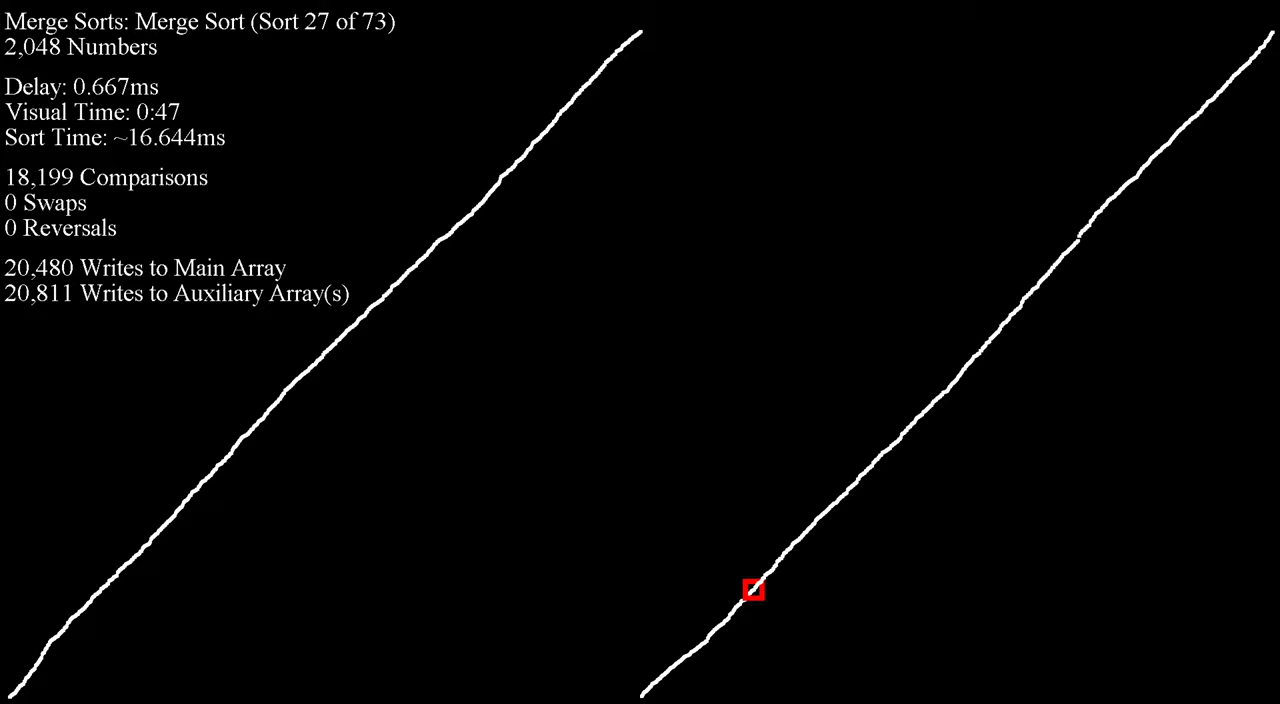 Merge Sorts: Merge Sort (Sort 27 of 73)
2,048 Numbers
Delay: 0.667ms
Visual Time: 0:47
Sort Time: ~16.644ms
18,199 Comparisons
0 Swaps
0 Reversals
20,480 Writes to Main Array
20,811 Writes to Auxiliary Array(s)